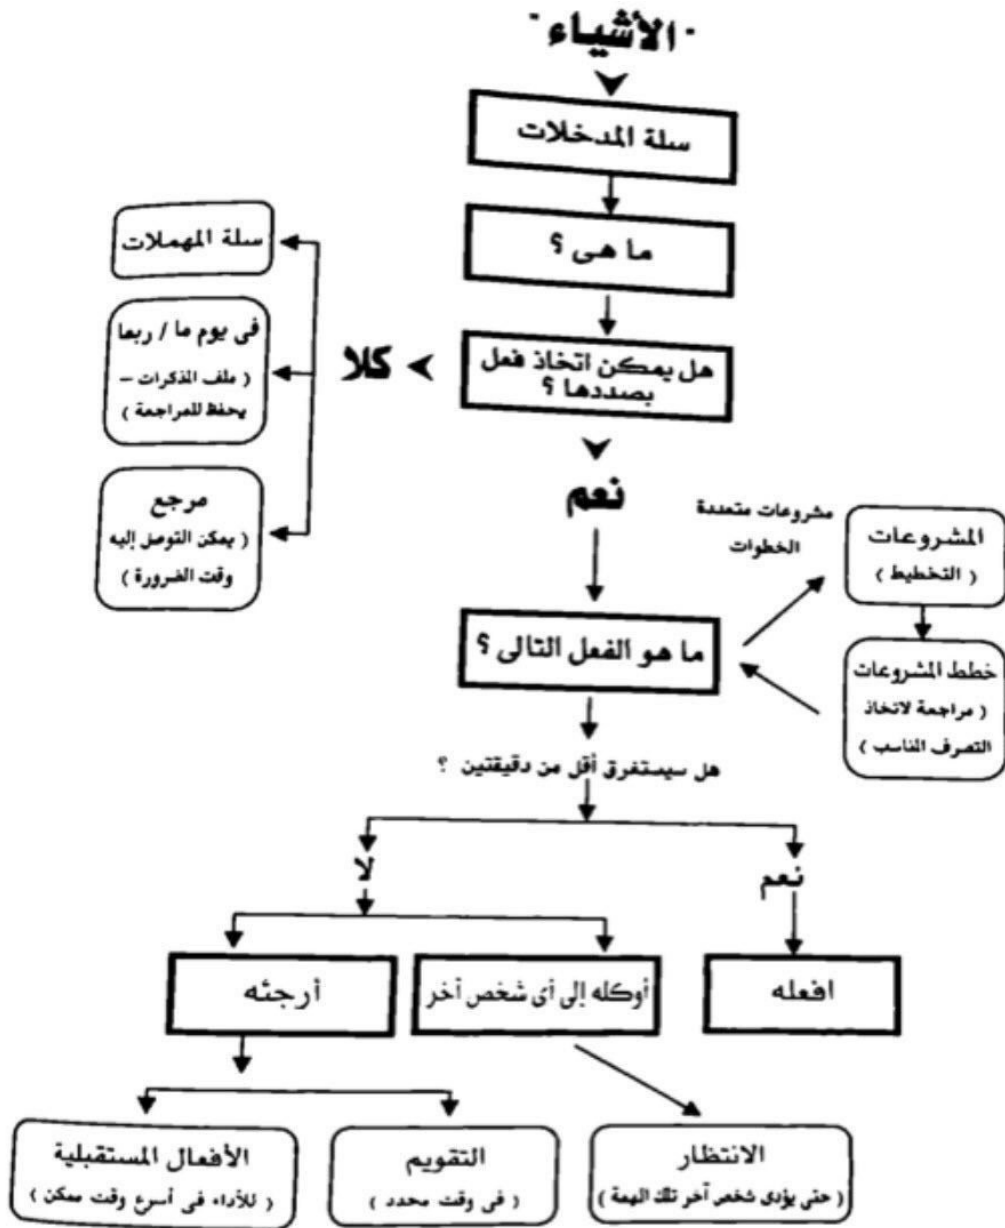 "الأشياء"
سلة المدخلات
ما هى ؟
هل يمكن اتخاذ فعل
بصددها ؟
كلا
سلة المهملات
فى يوم ما / ربما
( ملف المذكرات –
يحفظ للمراجعة )
مرجع
( يمكن التوصل إليه
وقت الضرورة )
نعم
مشروعات متعددة
الخطوات
المشروعات
( التخطيط )
خطط المشروعات
( مراجعة لاتخاذ
التصرف المناسب )
ما هو الفعل التالى ؟
هل سيستغرق أقل من دقيقتين ؟
نعم
لا
افعله
أوكله إلى أى شخص أخر
أرجئه
الانتظار
( حتى يؤدى شخص آخر تلك المهمة )
التقويم
( فى وقت محدد )
الأفعال المستقبلية
( للأداء فى أسرع وقت ممكن )